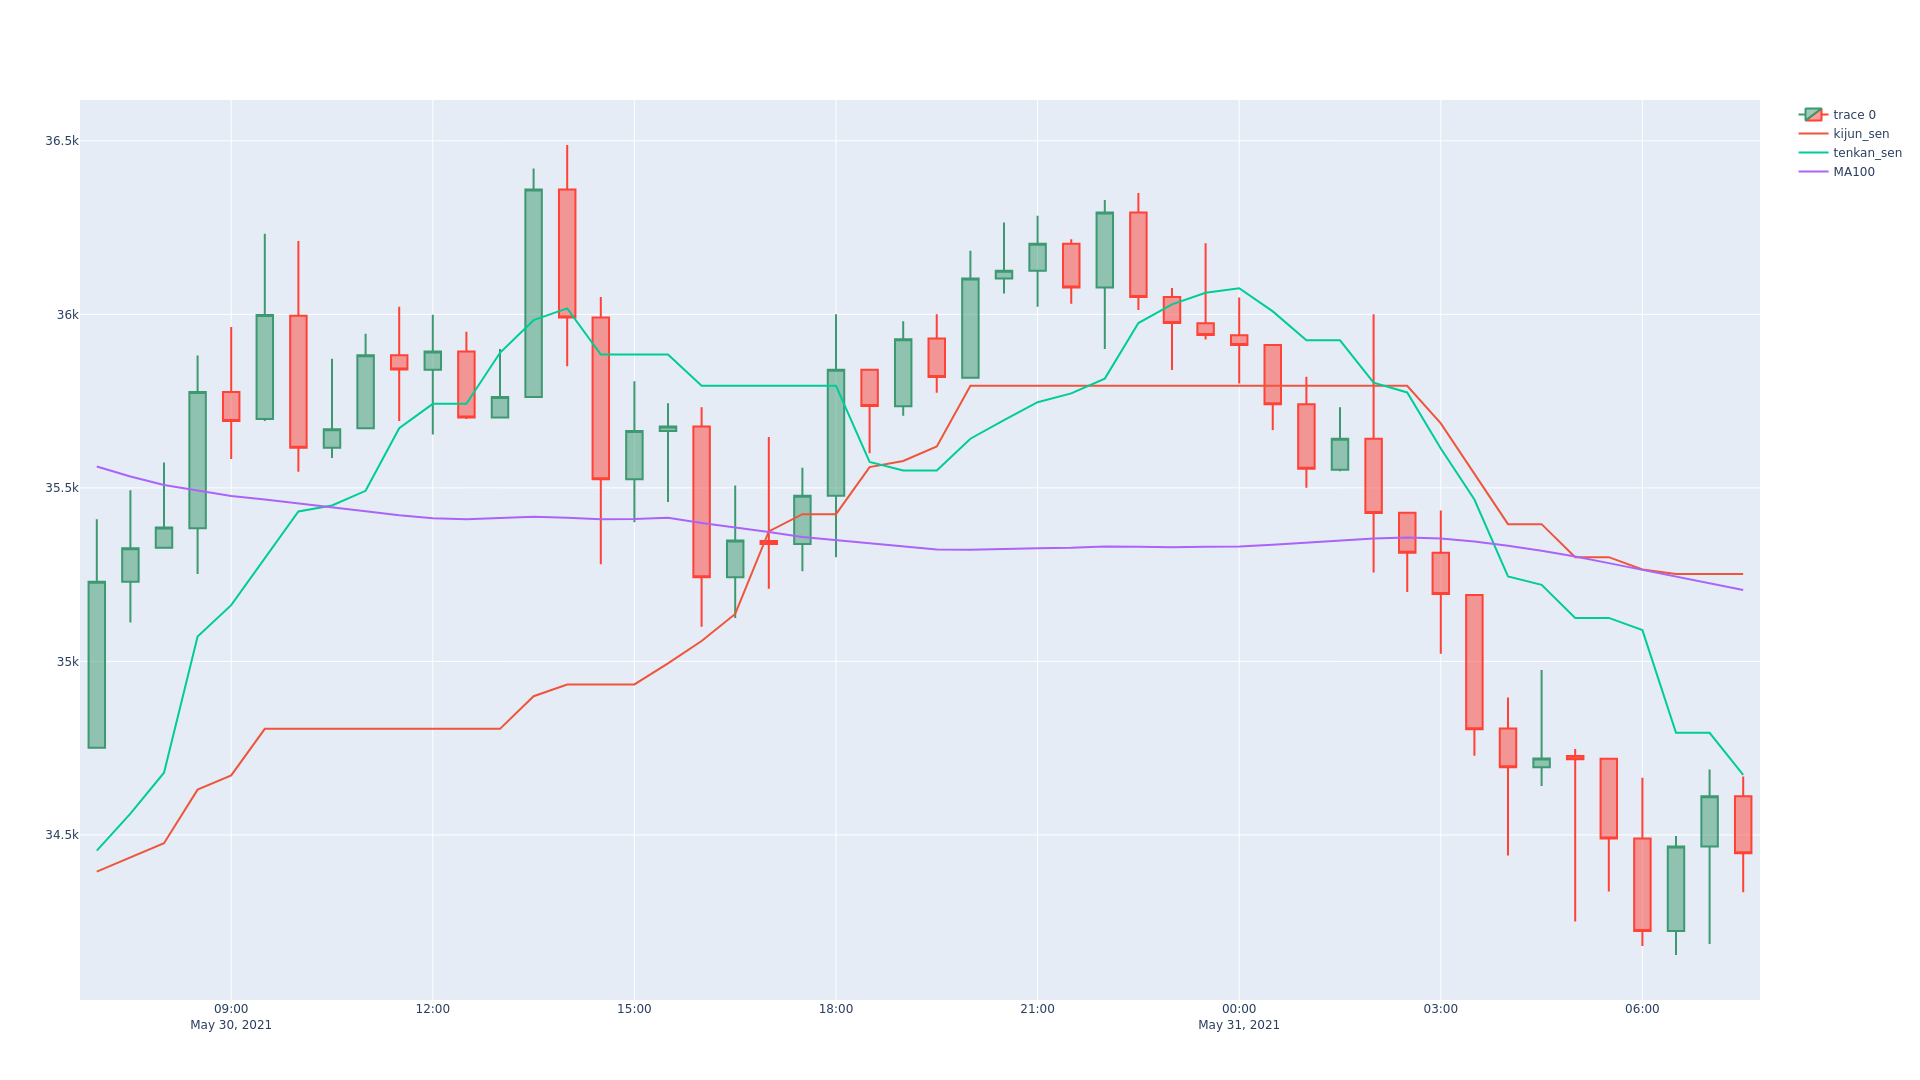 36.5k
36k
35.5k
35k
34.5k
09:00
May 30, 2021
12:00
15:00
18:00
21:00
00:00
May 31, 2021
03:00
06:00
trace 0
kijun_sen
tenkan_sen
MA100